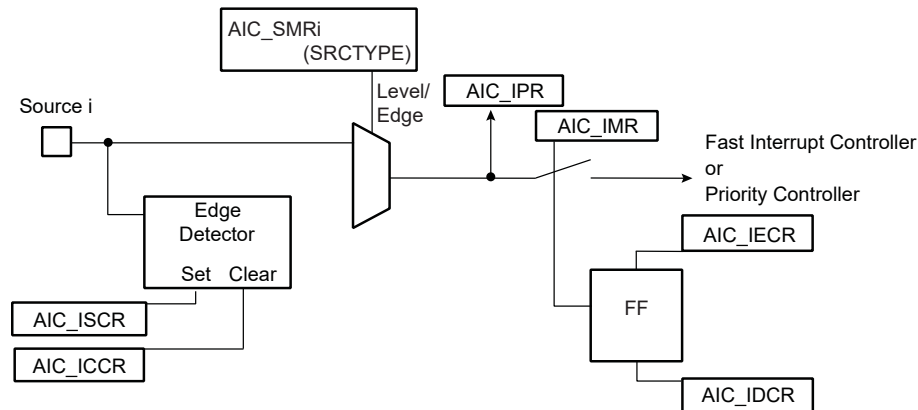 AIC_SMRi
(SRCTYPE)
Level/
Edge
AIC_IPR
Source i
AIC_IMR
Fast Interrupt Controller
or
Priority Controller
Edge
Detector
Set Clear
AIC_IECR
FF
AIC_ISCR
AIC_ICCR
AIC_IDCR